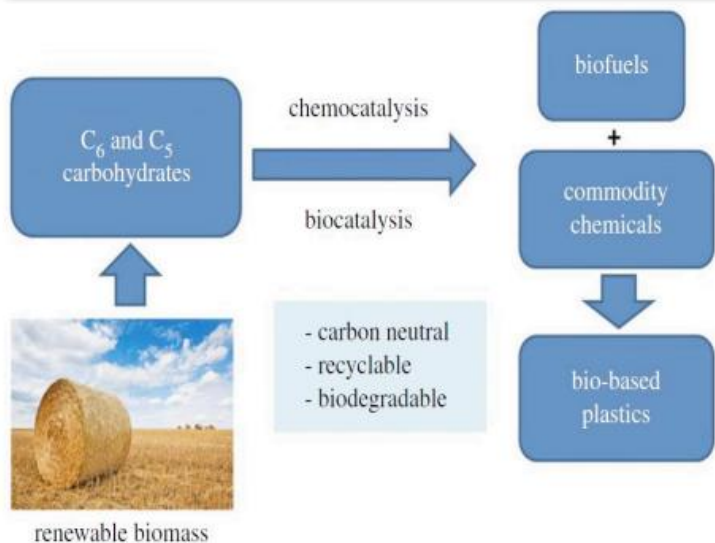 C₆ and C₅
carbohydrates
chemocatalysis
biocatalysis
biofuels
+
commodity
chemicals
bio-based
plastics
- carbon neutral
- recyclable
- biodegradable
renewable biomass